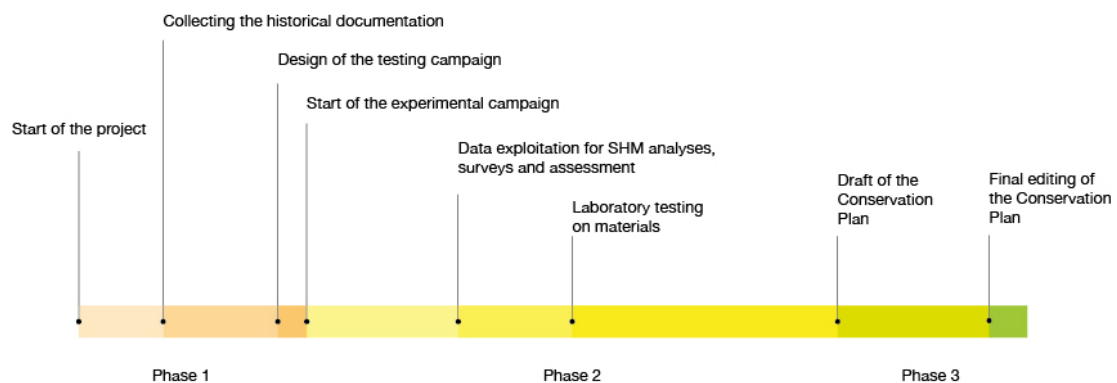 Collecting the historical documentation
Design of the testing campaign
Start of the experimental campaign
Start of the project
Data exploitation for SHM analyses,
surveys and assessment
Laboratory testing
on materials
Draft of the
Conservation
Plan
Final editing of
the Conservation
Plan
Phase 1
Phase 2
Phase 3